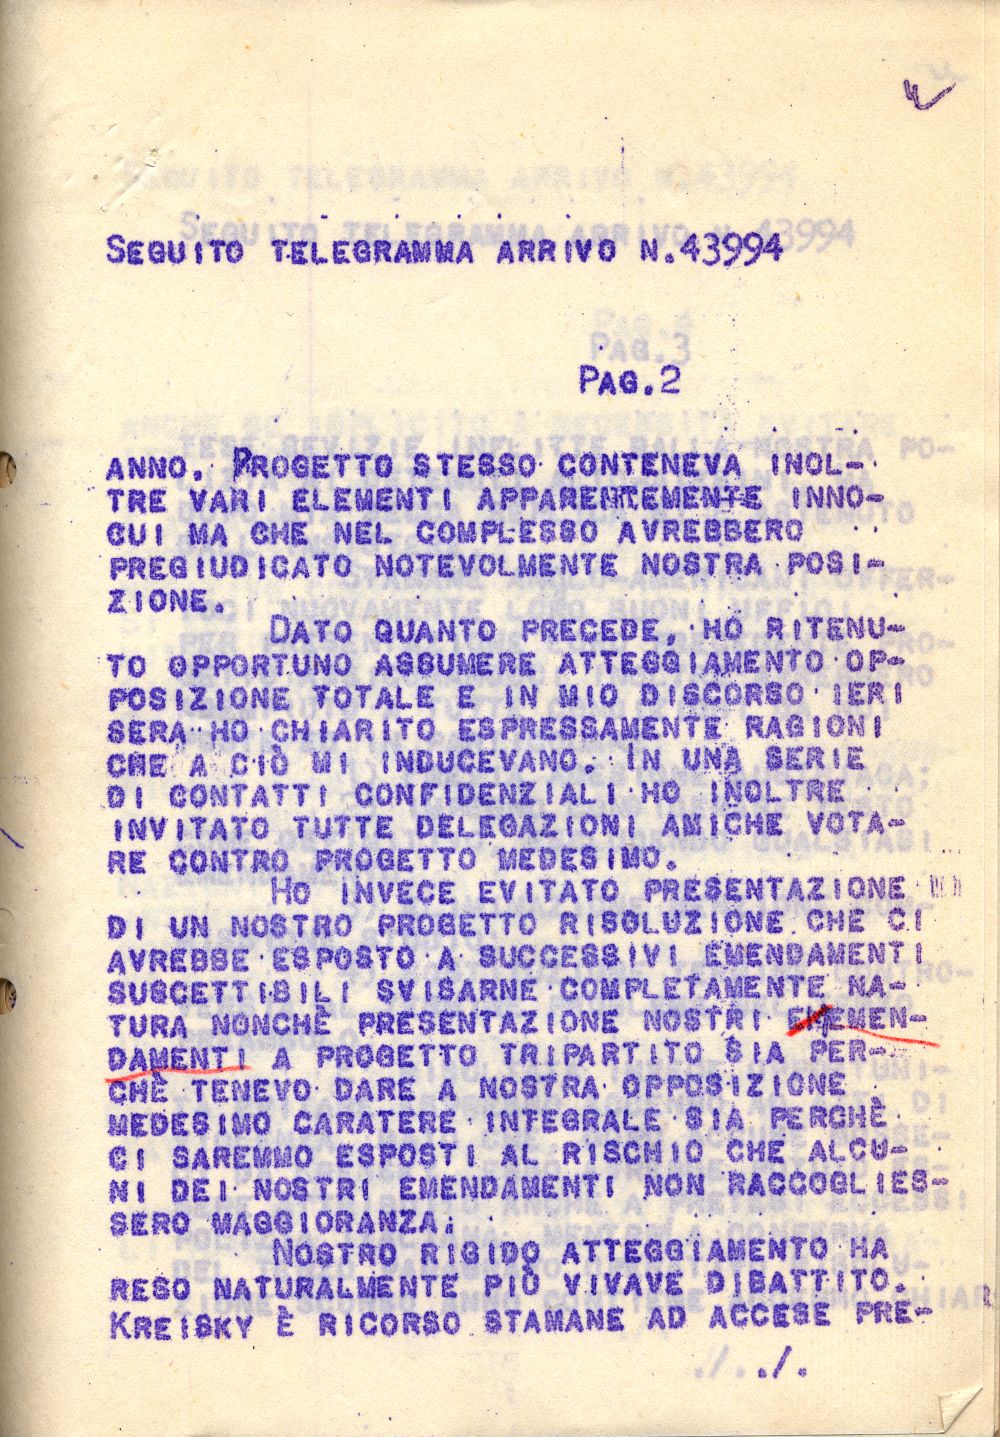 SEGUITO TELEGRAMMA ARRIVO N.43994
PAG.2
ANNO. PROGETTO STESSO CONTENEVA INOL-
TRE VARI ELEMENTI APPARENTEMENTE INNO-
CUI MA CHE NEL COMPLESSO AVREBBERO
PREGIUDICATO NOTEVOLMENTE NOSTRA POSI-
ZIONE.
DATO QUANTO PRECEDE, HO RITENU-
TO OPPORTUNO ASSUMERE ATTEGGIAMENTO OP-
POSIZIONE TOTALE E IN MIO DISCORSO IERI
SERA HO CHIARITO ESPRESSAMENTE RAGIONI
CHE A CIÒ MI INDUCEVANO. IN UNA SERIE
DI CONTATTI CONFIDENZIALI HO INOLTRE
INVITATO TUTTE DELEGAZIONI AMICHE VOTA-
RE CONTRO PROGETTO MEDESIMO.
HO INVECE EVITATO PRESENTAZIONE
DI UN NOSTRO PROGETTO RISOLUZIONE CHE CI
AVREBBE ESPOSTO A SUCCESSIVI EMENDAMENTI
SUSCETTIBILI SVISARNE COMPLETAMENTE NA-
TURA NONCHÈ PRESENTAZIONE NOSTRI EMEMEN-
DAMENTI A PROGETTO TRIPARTITO SIA PER-
CHÈ TENEVO DARE A NOSTRA OPPOSIZIONE
MEDESIMO CARATERE INTEGRALE SIA PERCHÈ
CI SAREMMO ESPOSTI AL RISCHIO CHE ALCU-
NI DEI NOSTRI EMENDAMENTI NON RACCOGLIES-
SERO MAGGIORANZA.
NOSTRO RIGIDO ATTEGGIAMENTO HA
RESO NATURALMENTE PIÙ VIVAVE DIBATTITO.
KREISKY È RICORSO STAMANE AD ACCESE PRE-
./.